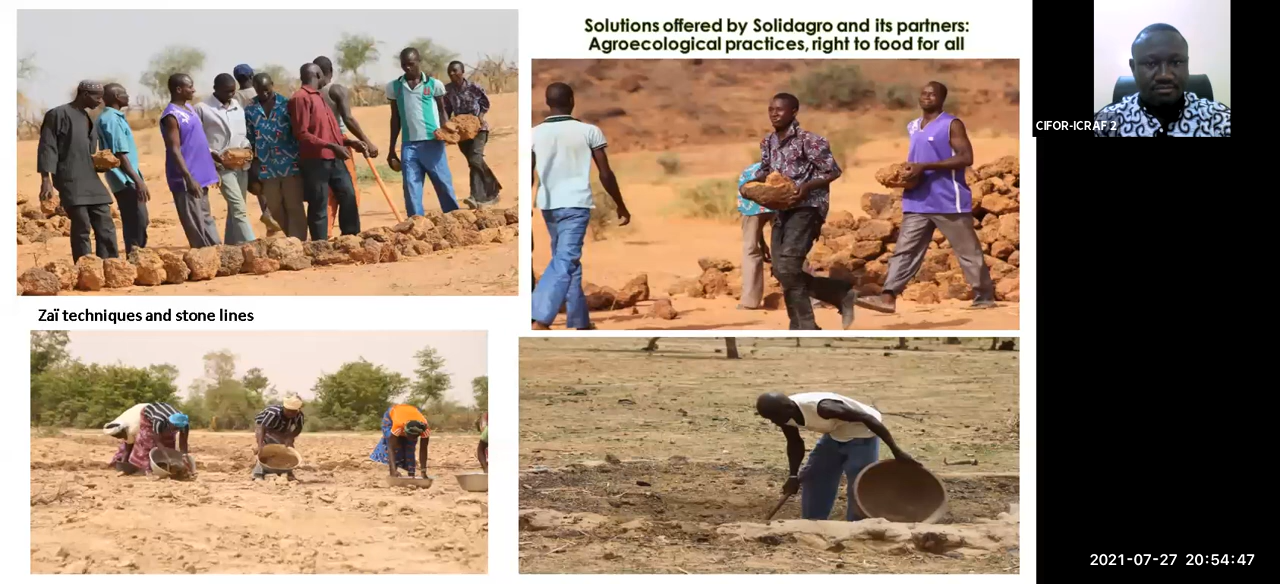 Solutions offered by Solidagro and its partners:
Agroecological practices, right to food for all
CIFOR-ICRAF 2
Zaï techniques and stone lines
2021-07-27 20:54:47